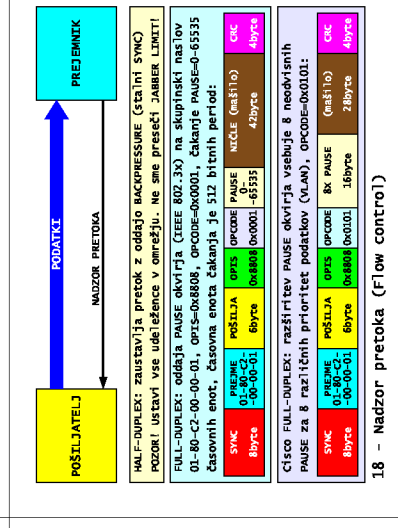 POŠILJATELJ
PODATKI
NADZOR PRETOKA
PREJEMNIK
HALF-DUPLEX: zaustavlja pretok z oddajo BACKPRESSURE (stalni SYNC)
POZOR! Ustavi vse udeležence v omrežju. Ne sme preseči JABBER LIMIT!
FULL-DUPLEX: oddaja PAUSE okvirja (IEEE 802.3x) na skupinski naslov
01-80-C2-00-00-01, OPIS=0x8808, OPCODE=0x0001, čakanje PAUSE=0-65535
časovnih enot, časovna enota čakanja je 512 bitnih period:
SYNC
8byte
PREJME
01-80-C2-
-00-00-01
POŠILJA
6byte
OPIS
0x8808
OPCODE
0x0001
PAUSE
0-
-65535
NIČLE (mašilo)
42byte
CRC
4byte
Cisco FULL-DUPLEX: razširitev PAUSE okvirja vsebuje 8 neodvisnih
PAUSE za 8 različnih prioritet podatkov (VLAN), OPCODE=0x0101:
SYNC
8byte
PREJME
01-80-C2-
-00-00-01
POŠILJA
6byte
OPIS
0x8808
OPCODE
0x0101
8x PAUSE
16byte
(mašilo)
28byte
CRC
4byte
18 - Nadzor pretoka (Flow control)